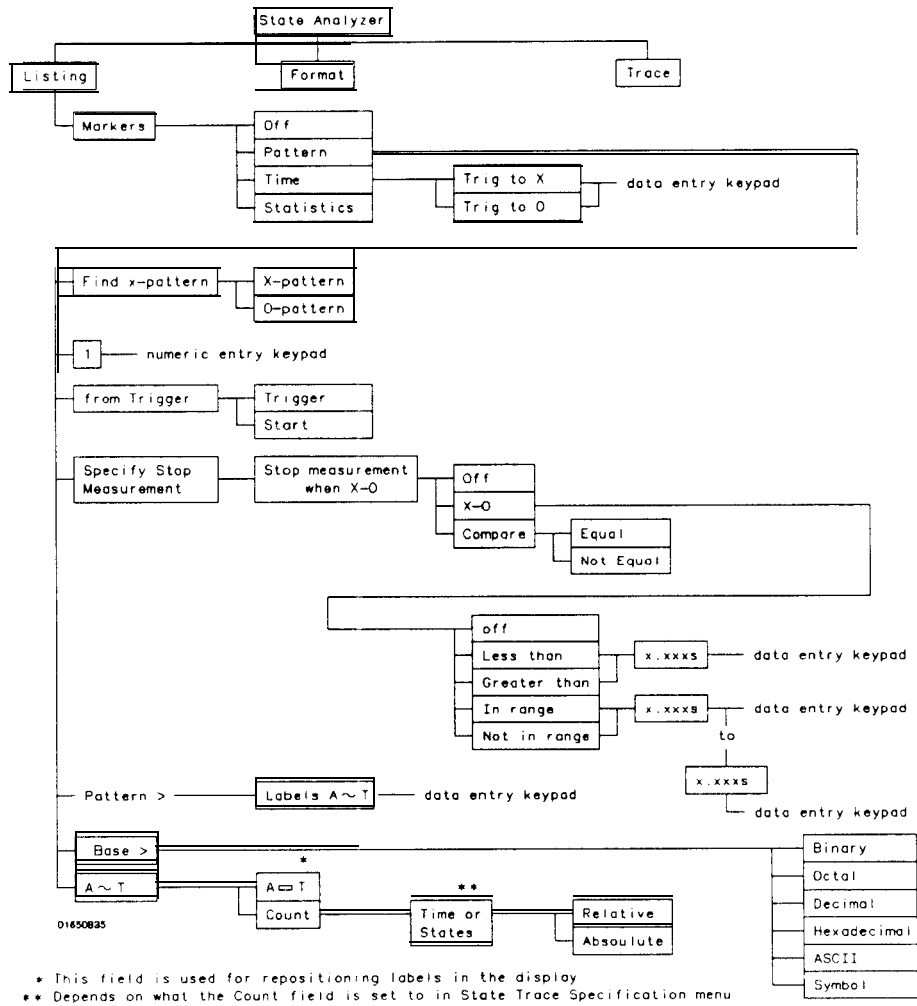 State Analyzer
Listing
Format
Trace
Markers
Off
Pattern
Time
Statistics
Trig to X
Trig to O
data entry keypad
Find x-pattern
X-pattern
O-pattern
1
numeric entry keypad
from Trigger
Trigger
Start
Specify Stop
Measurement
Stop measurement
when X-O
Off
X-O
Compare
Equal
Not Equal
off
Less than
Greater than
In range
Not in range
x.xxxs
data entry keypad
x.xxxs
data entry keypad
to
x.xxxs
data entry keypad
Pattern >
Labels A~T
data entry keypad
Base >
Binary
Octal
Decimal
Hexadecimal
ASCII
Symbol
A~T
*
A▭T
Count
**
Time or
States
Relative
Absoulute
01650B35
* This field is used for repositioning labels in the display
** Depends on what the Count field is set to in State Trace Specification menu